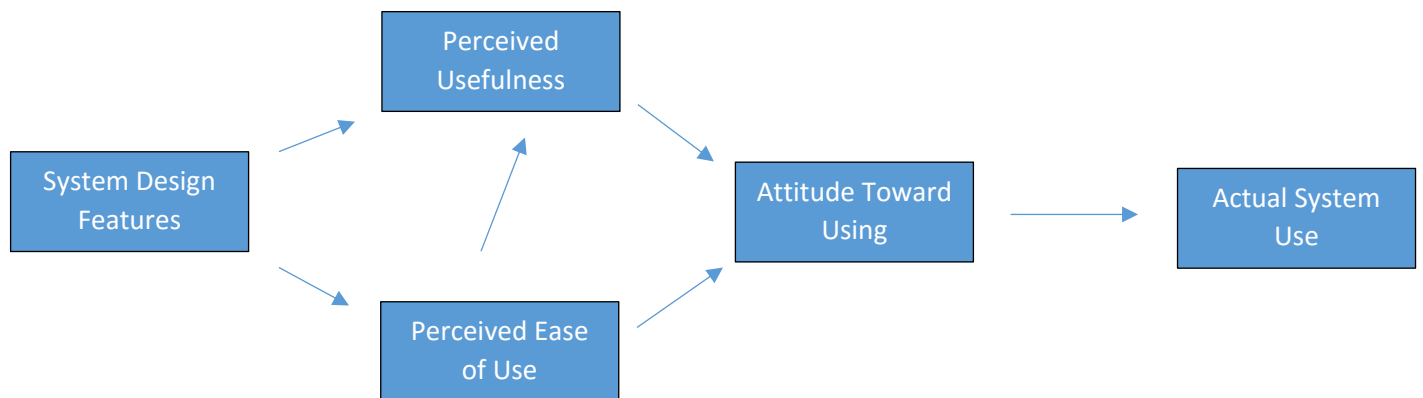 Perceived
Usefulness
System Design
Features
Perceived Ease
of Use
Attitude Toward
Using
Actual System
Use